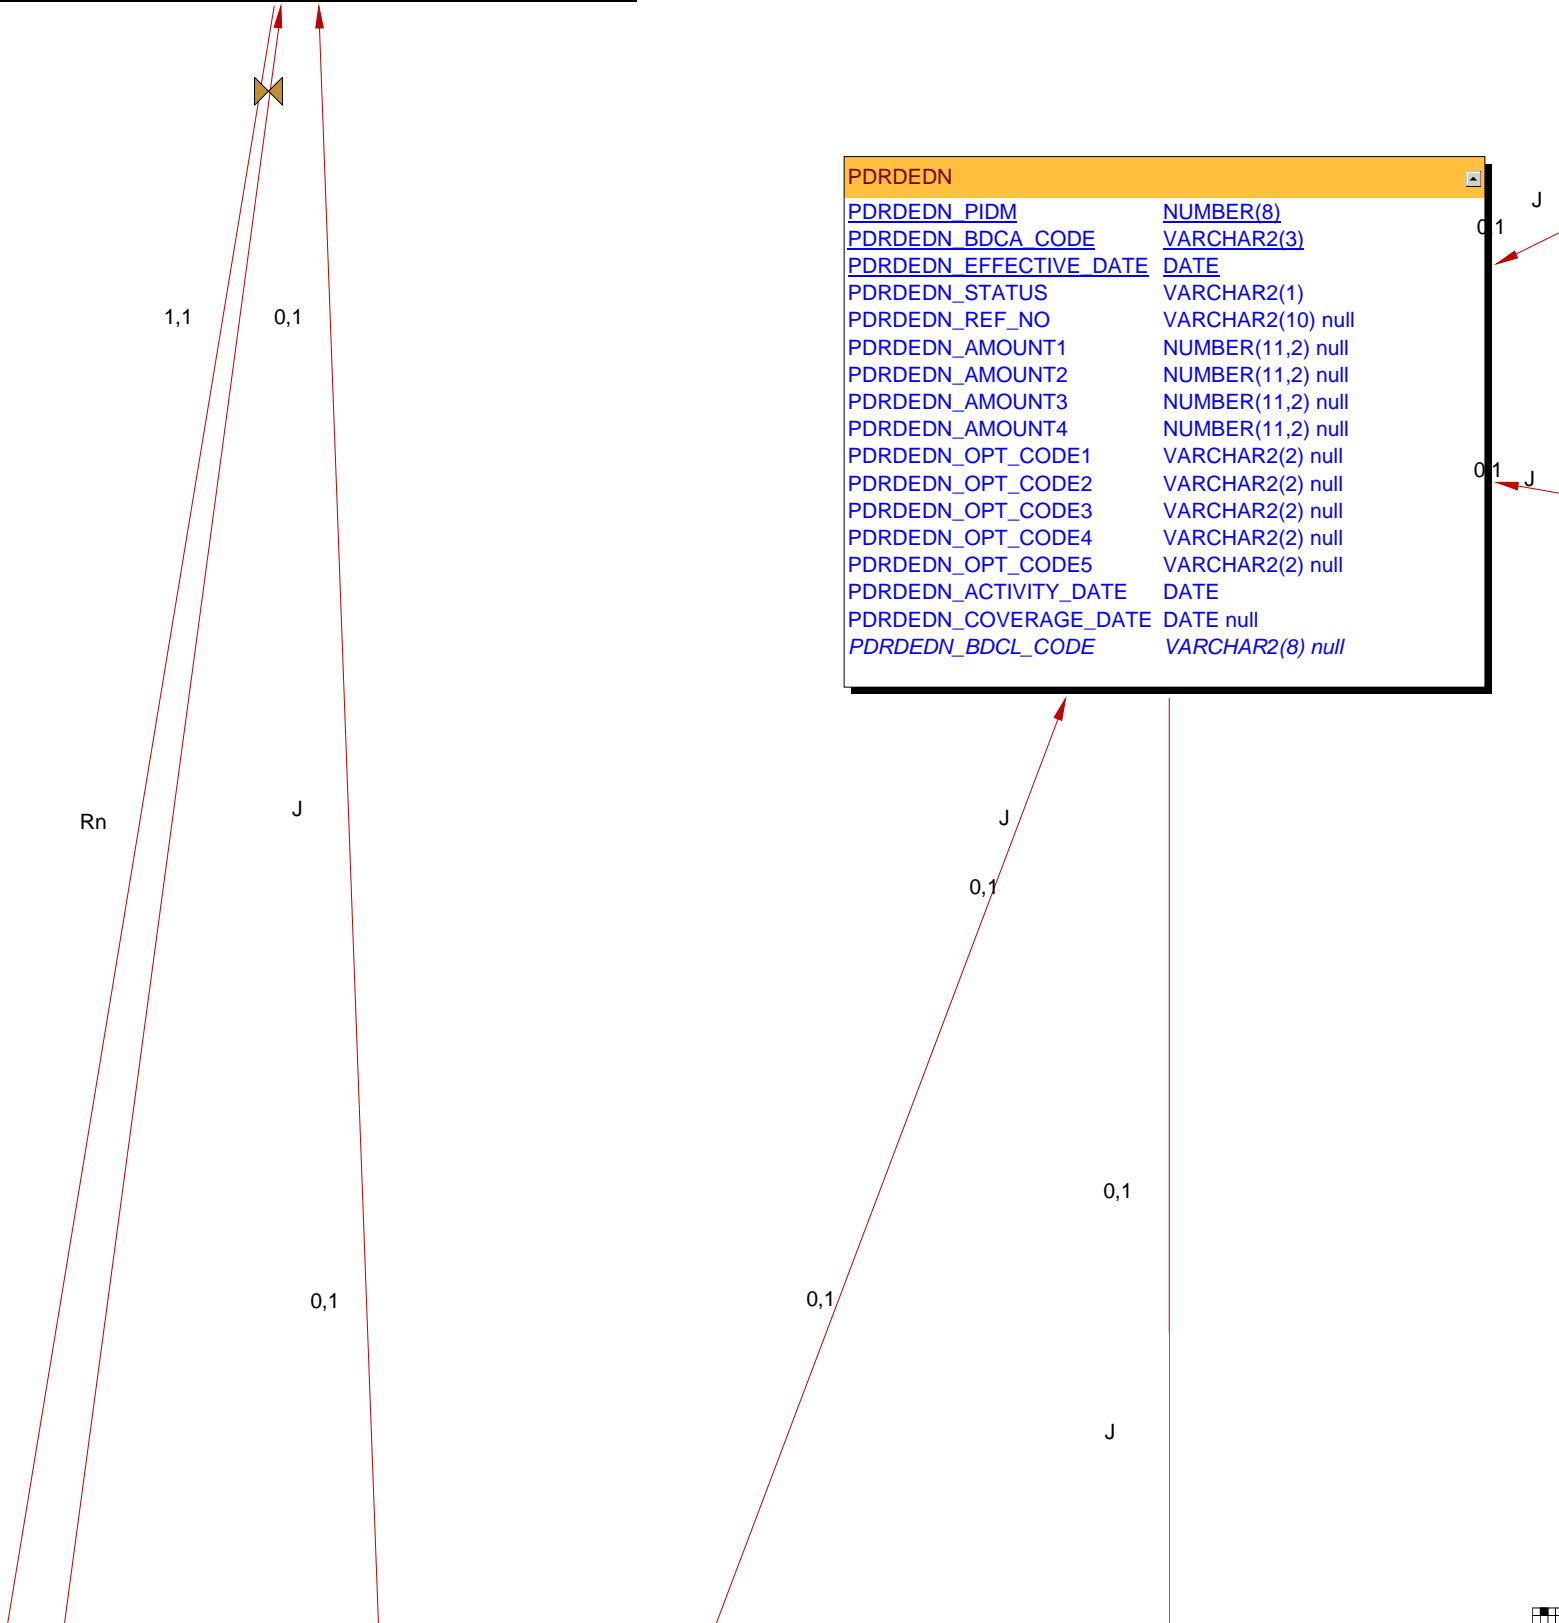 PDRDEDN
PDRDEDN_PIDM NUMBER(8)
PDRDEDN_BDCA_CODE VARCHAR2(3)
PDRDEDN_EFFECTIVE_DATE DATE
PDRDEDN_STATUS VARCHAR2(1)
PDRDEDN_REF_NO VARCHAR2(10) null
PDRDEDN_AMOUNT1 NUMBER(11,2) null
PDRDEDN_AMOUNT2 NUMBER(11,2) null
PDRDEDN_AMOUNT3 NUMBER(11,2) null
PDRDEDN_AMOUNT4 NUMBER(11,2) null
PDRDEDN_OPT_CODE1 VARCHAR2(2) null
PDRDEDN_OPT_CODE2 VARCHAR2(2) null
PDRDEDN_OPT_CODE3 VARCHAR2(2) null
PDRDEDN_OPT_CODE4 VARCHAR2(2) null
PDRDEDN_OPT_CODE5 VARCHAR2(2) null
PDRDEDN_ACTIVITY_DATE DATE
PDRDEDN_COVERAGE_DATE DATE null
PDRDEDN_BDCL_CODE VARCHAR2(8) null
J
0,1
1,1
0,1
0,1
J
Rn
J
J
0,1
0,1
0,1
0,1
J